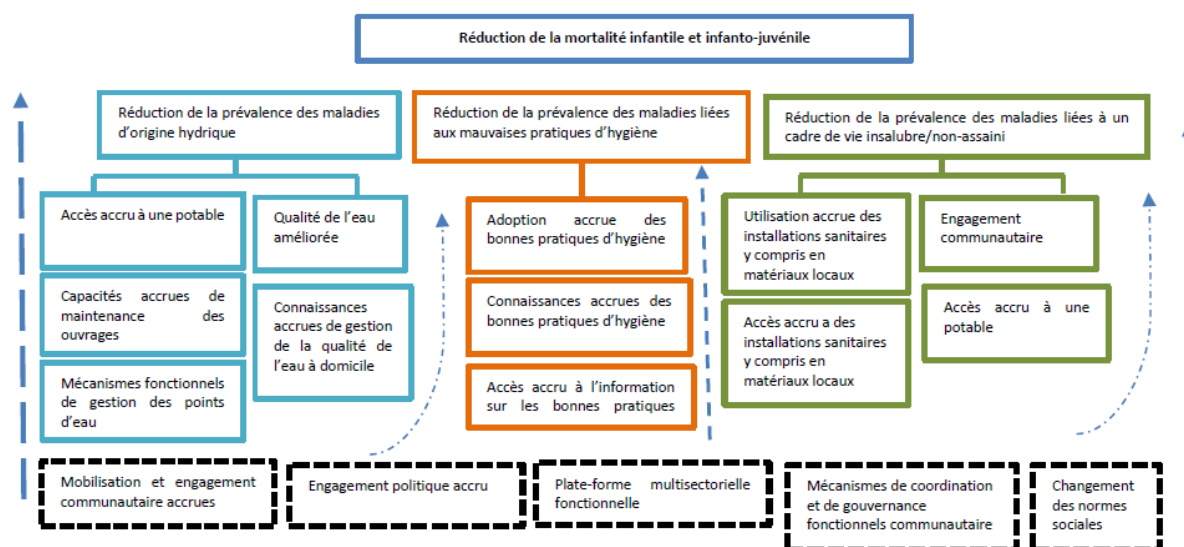 Réduction de la mortalité infantile et infanto-juvénile
Réduction de la prévalence des maladies
d'origine hydrique
Réduction de la prévalence des maladies liées
aux mauvaises pratiques d'hygiène
Réduction de la prévalence des maladies liées à un
cadre de vie insalubre/non-assaini
Accès accru à une potable
Qualité de l'eau
améliorée
Adoption accrue des
bonnes pratiques d'hygiène
Utilisation accrue des
installations sanitaires
y compris en
matériaux locaux
Engagement
communautaire
Capacités accrues de
maintenance des
ouvrages
Connaissances
accrues de gestion
de la qualité de
l'eau à domicile
Connaissances accrues des
bonnes pratiques d'hygiène
Accès accru a des
installations sanitaires
y compris en
matériaux locaux
Accès accru à une
potable
Mécanismes fonctionnels
de gestion des points
d'eau
Accès accru à l'information
sur les bonnes pratiques
Mobilisation et engagement
communautaire accrues
Engagement politique accru
Plate-forme multisectorielle
fonctionnelle
Mécanismes de coordination
et de gouvernance
fonctionnels communautaire
Changement
des normes
sociales